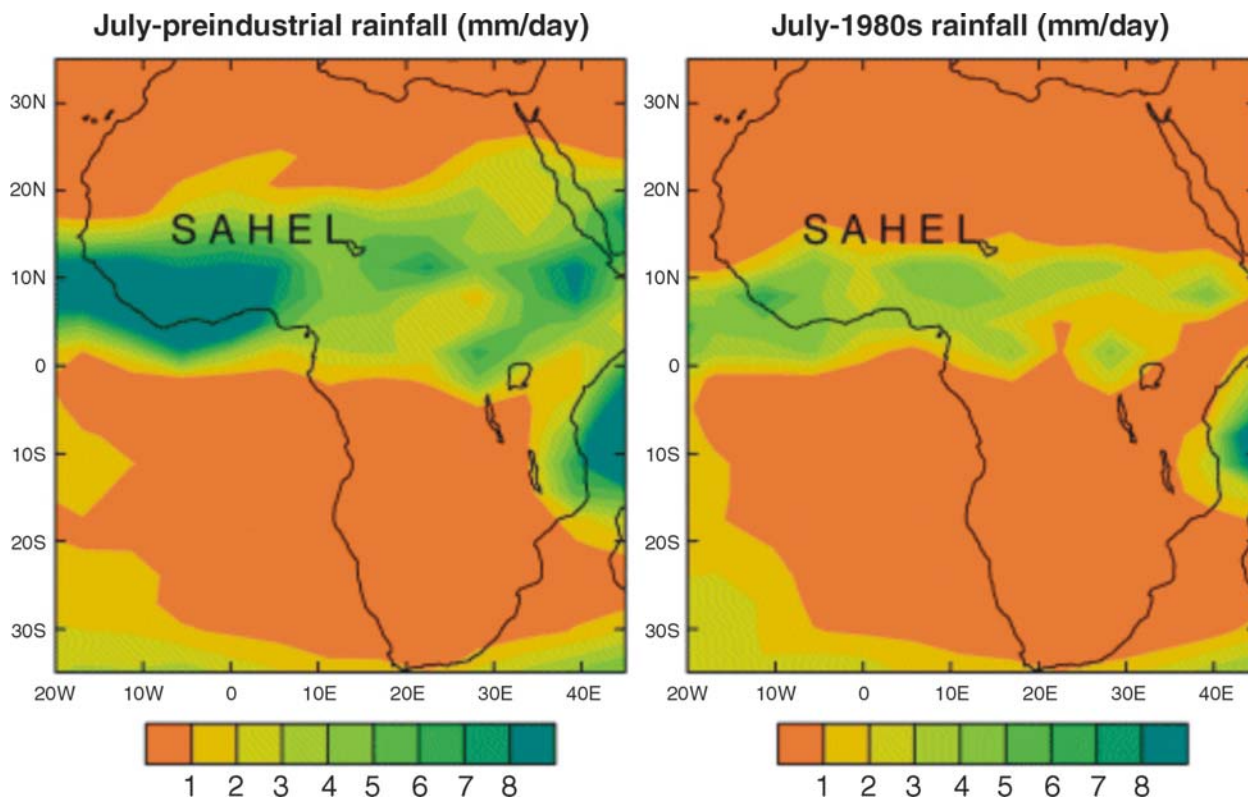 July-preindustrial rainfall (mm/day)
30N
20N
10N
0
10S
20S
30S
SAHEL
20W 10W 0 10E 20E 30E 40E
1 2 3 4 5 6 7 8
July-1980s rainfall (mm/day)
30N
20N
10N
0
10S
20S
30S
SAHEL
20W 10W 0 10E 20E 30E 40E
1 2 3 4 5 6 7 8